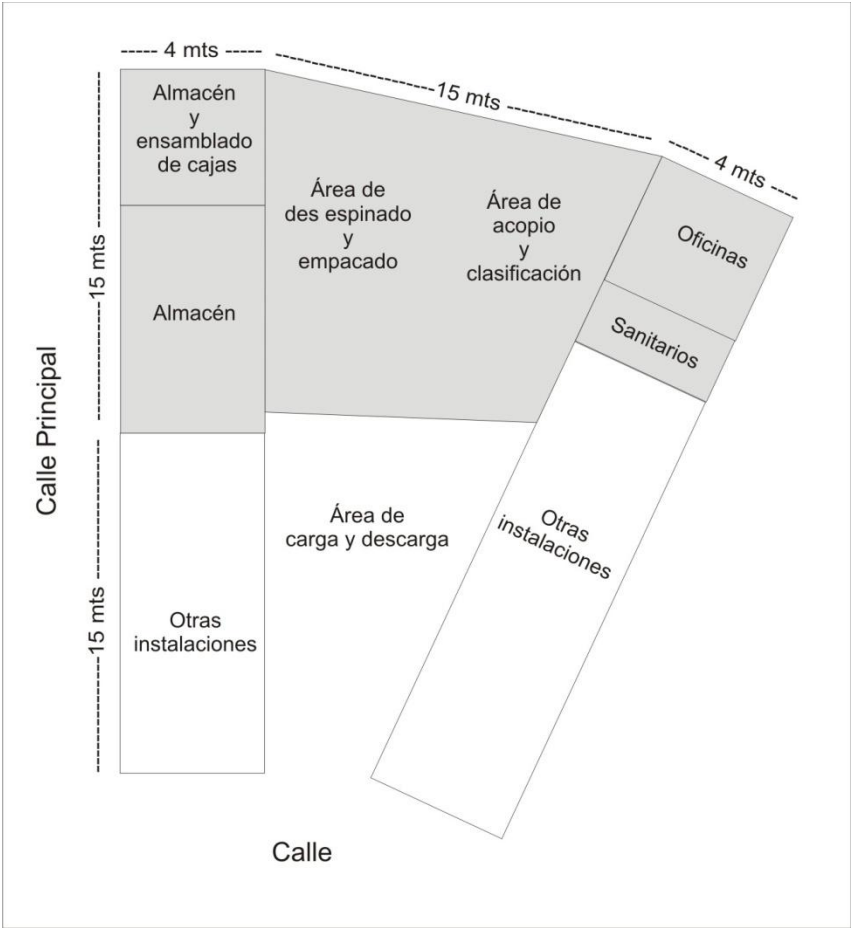 4 mts
15 mts
4 mts
Almacén
y
ensamblado
de cajas
Área de
des espinado
y
empacado
Área de
acopio
y
clasificación
Oficinas
Sanitarios
15 mts
Almacén
Calle Principal
Área de
carga y descarga
Otras
instalaciones
15 mts
Otras
instalaciones
Calle